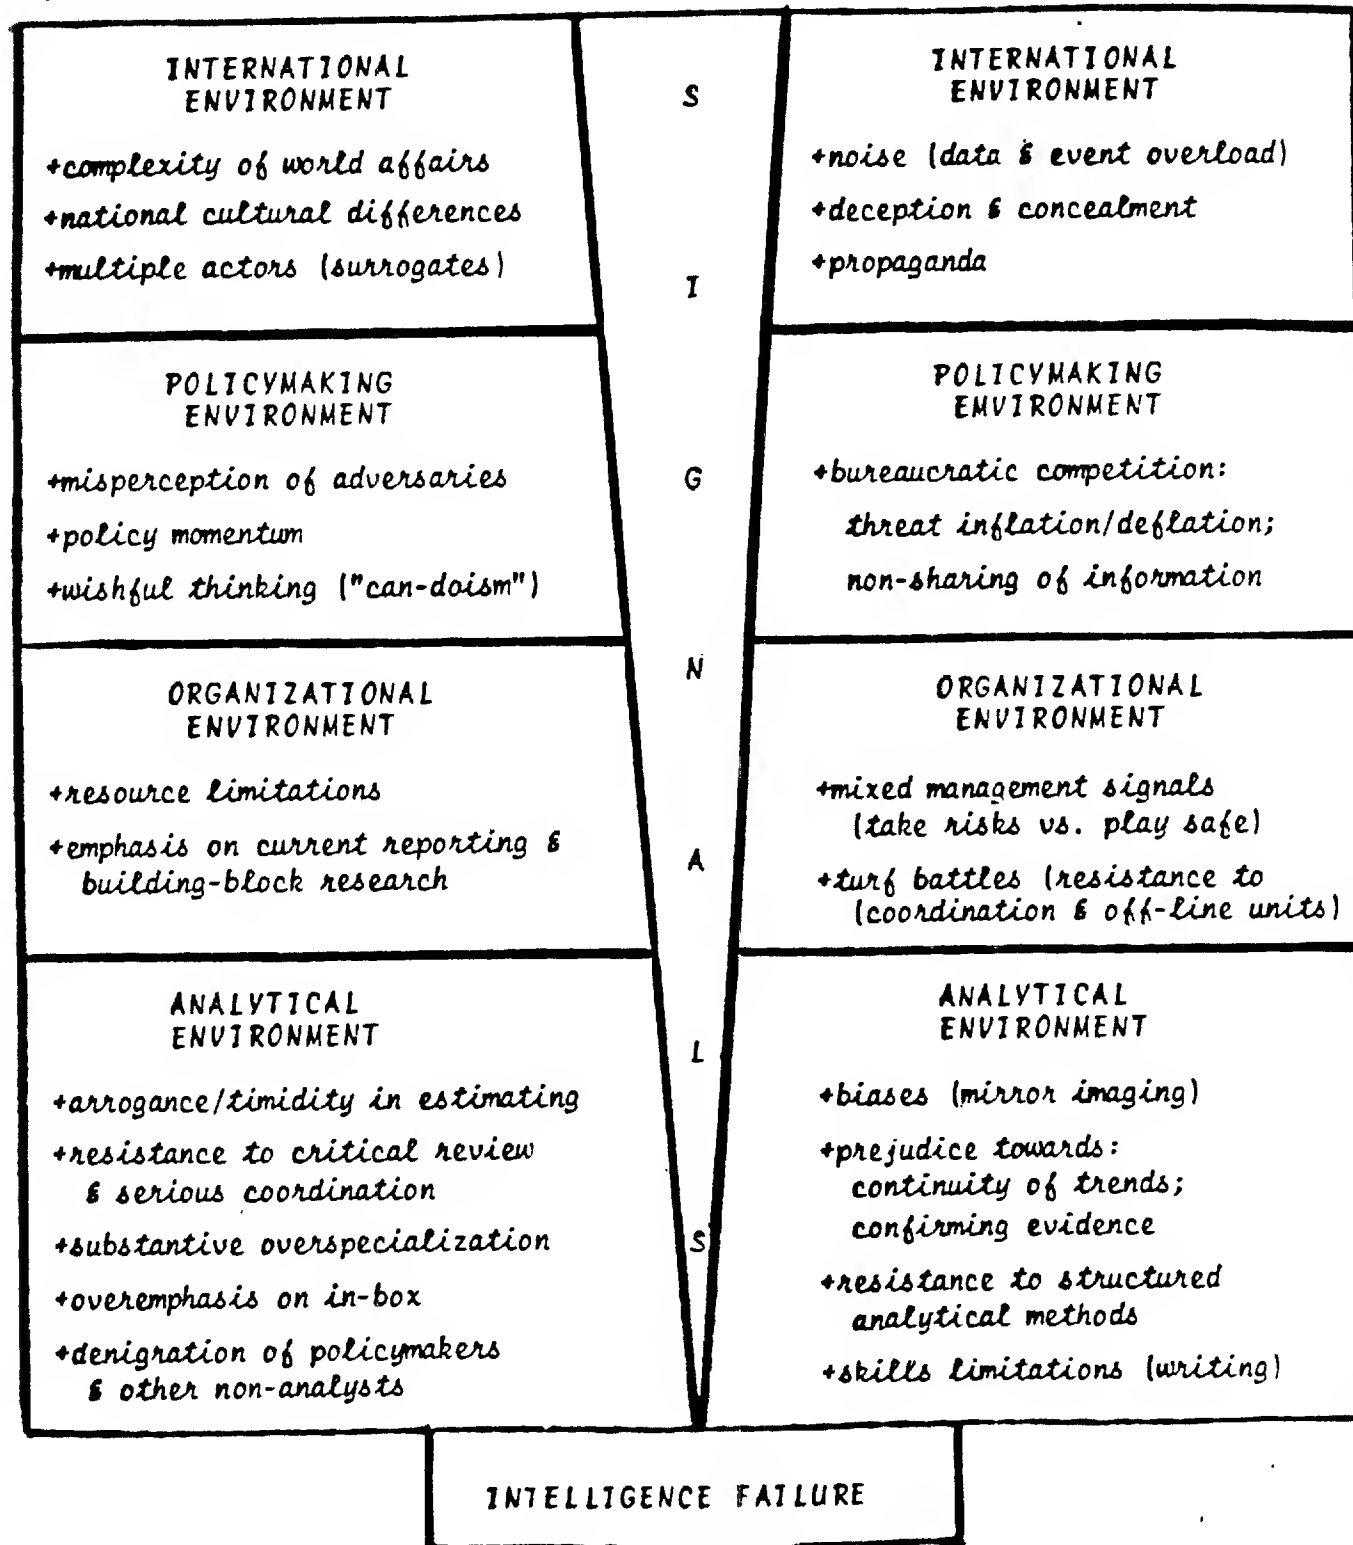 INTERNATIONAL
ENVIRONMENT
+complexity of world affairs
+national cultural differences
+multiple actors (surrogates)
POLICYMAKING
ENVIRONMENT
+misperception of adversaries
+policy momentum
+wishful thinking ("can-doism")
ORGANIZATIONAL
ENVIRONMENT
+resource limitations
+emphasis on current reporting &
building-block research
ANALYTICAL
ENVIRONMENT
+arrogance/timidity in estimating
+resistance to critical review
& serious coordination
+substantive overspecialization
+overemphasis on in-box
+denigration of policymakers
& other non-analysts
S
I
G
N
A
L
S
INTERNATIONAL
ENVIRONMENT
+noise (data & event overload)
+deception & concealment
+propaganda
POLICYMAKING
EMVIRONMENT
+bureaucratic competition:
threat inflation/deflation;
non-sharing of information
ORGANIZATIONAL
ENVIRONMENT
+mixed management signals
(take risks vs. play safe)
+turf battles (resistance to
(coordination & off-line units)
ANALYTICAL
ENVIRONMENT
+biases (mirror imaging)
+prejudice towards:
continuity of trends;
confirming evidence
+resistance to structured
analytical methods
+skills limitations (writing)
INTELLIGENCE FAILURE